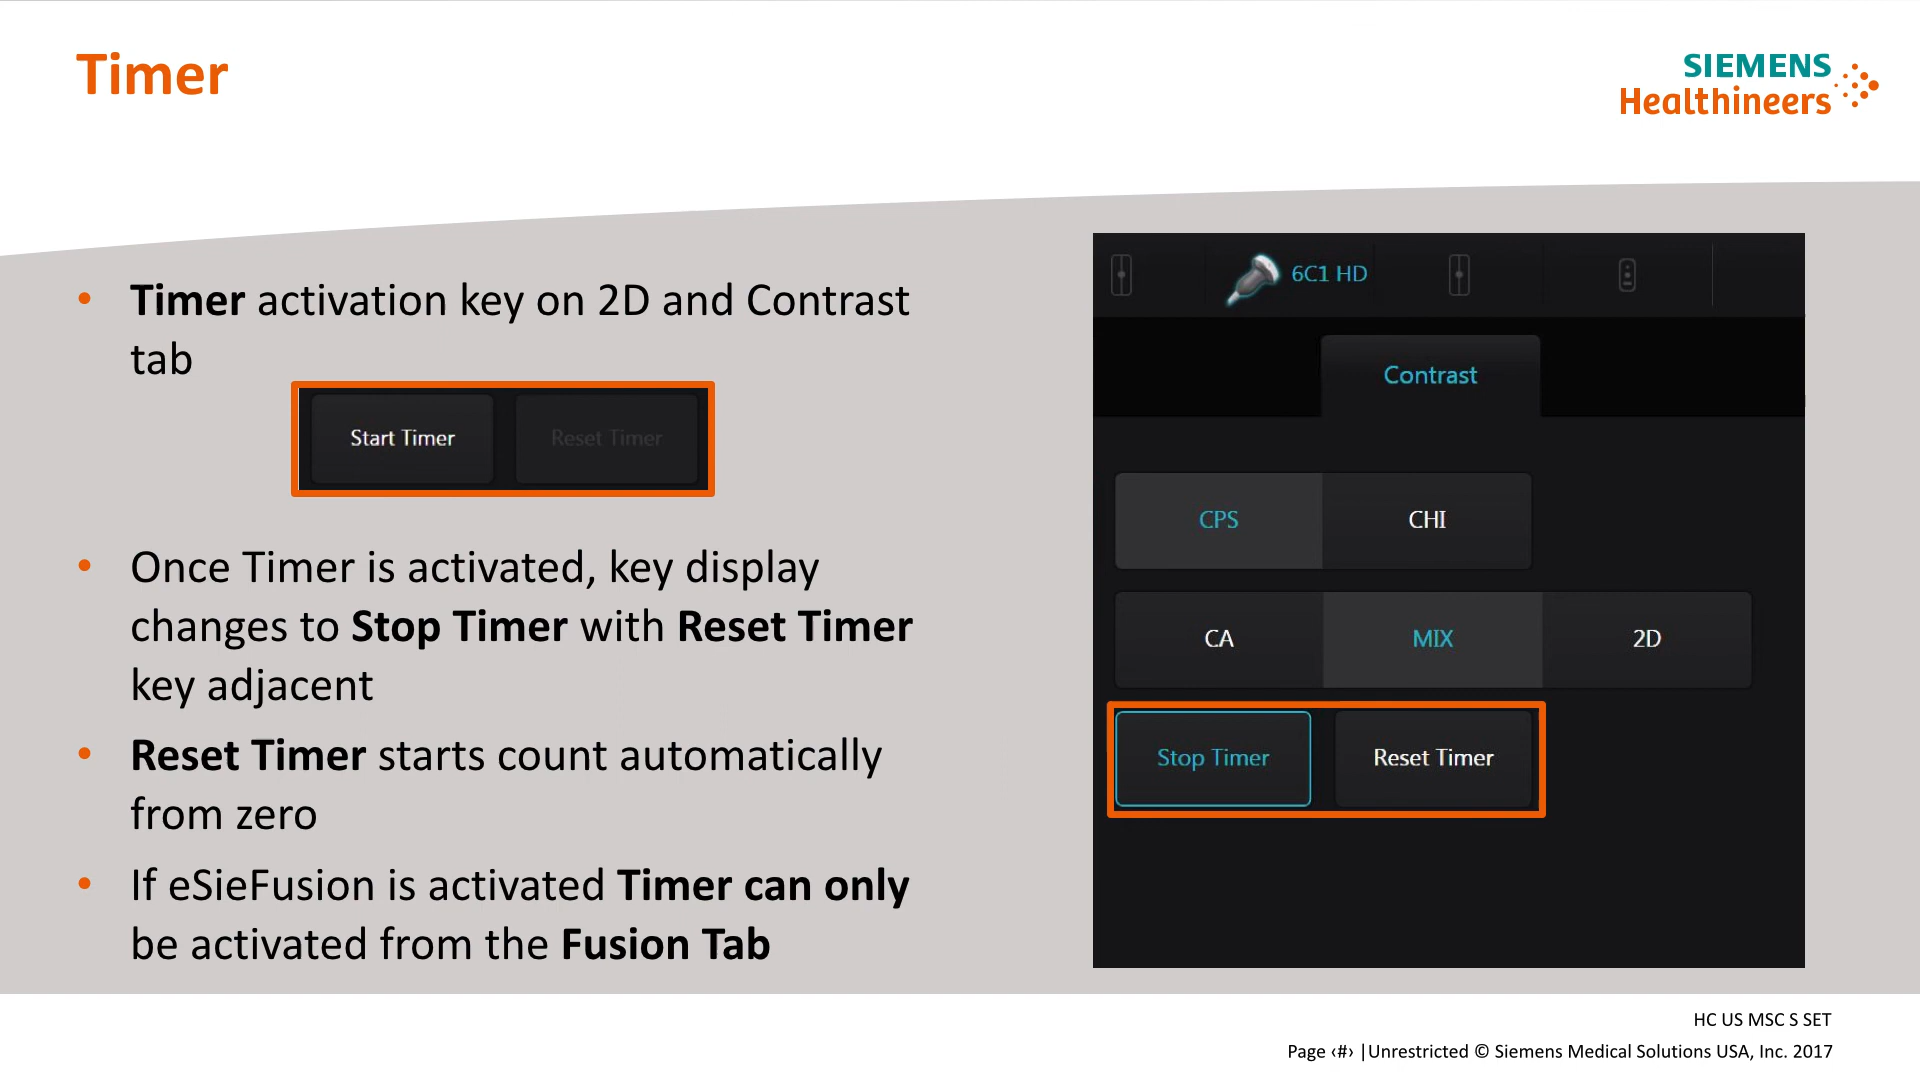 Timer
SIEMENS
Healthineers
• Timer activation key on 2D and Contrast
tab
Start Timer
Reset Timer
• Once Timer is activated, key display
changes to Stop Timer with Reset Timer
key adjacent
• Reset Timer starts count automatically
from zero
• If eSieFusion is activated Timer can only
be activated from the Fusion Tab
6C1 HD
Contrast
CPS
CHI
CA
MIX
2D
Stop Timer
Reset Timer
HC US MSC S SET
Page ‹#› |Unrestricted © Siemens Medical Solutions USA, Inc. 2017